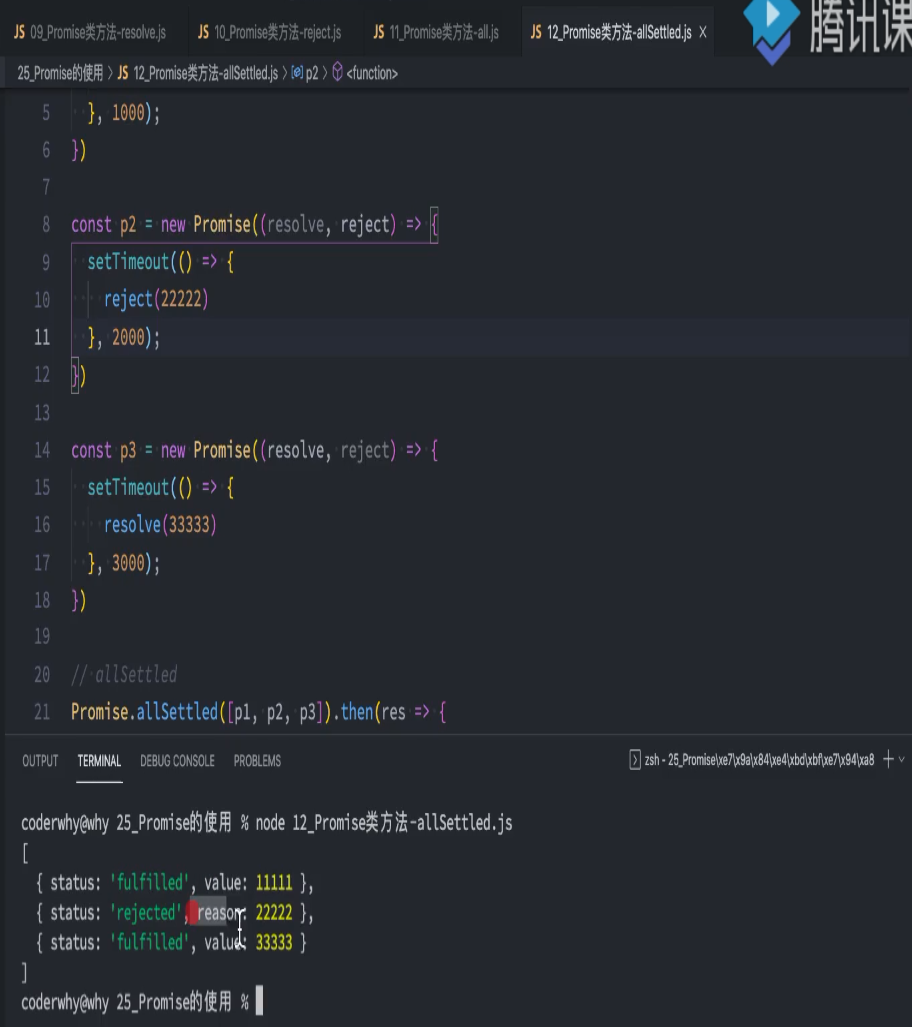 JS 09_Promise类方法-resolve.js JS 10_Promise类方法-reject.js JS 11_Promise类方法-all.js JS 12_Promise类方法-allSettled.js × 腾讯课
25_Promise的使用 > JS 12_Promise类方法-allSettled.js > p2 > <function>
5 }, 1000);
6 })
7
8 const p2 = new Promise((resolve, reject) => {
9 setTimeout(() => {
10 reject(22222)
11 }, 2000);
12 })
13
14 const p3 = new Promise((resolve, reject) => {
15 setTimeout(() => {
16 resolve(33333)
17 }, 3000);
18 })
19
20 // allSettled
21 Promise.allSettled([p1, p2, p3]).then(res => {
OUTPUT TERMINAL DEBUG CONSOLE PROBLEMS zsh - 25_Promise\xe7\x9a\x84\xe4\xbd\xbf\xe7\x94\xa8
coderwhy@why 25_Promise的使用 % node 12_Promise类方法-allSettled.js
[
{ status: 'fulfilled', value: 11111 },
{ status: 'rejected', reason: 22222 },
{ status: 'fulfilled', value: 33333 }
]
coderwhy@why 25_Promise的使用 %